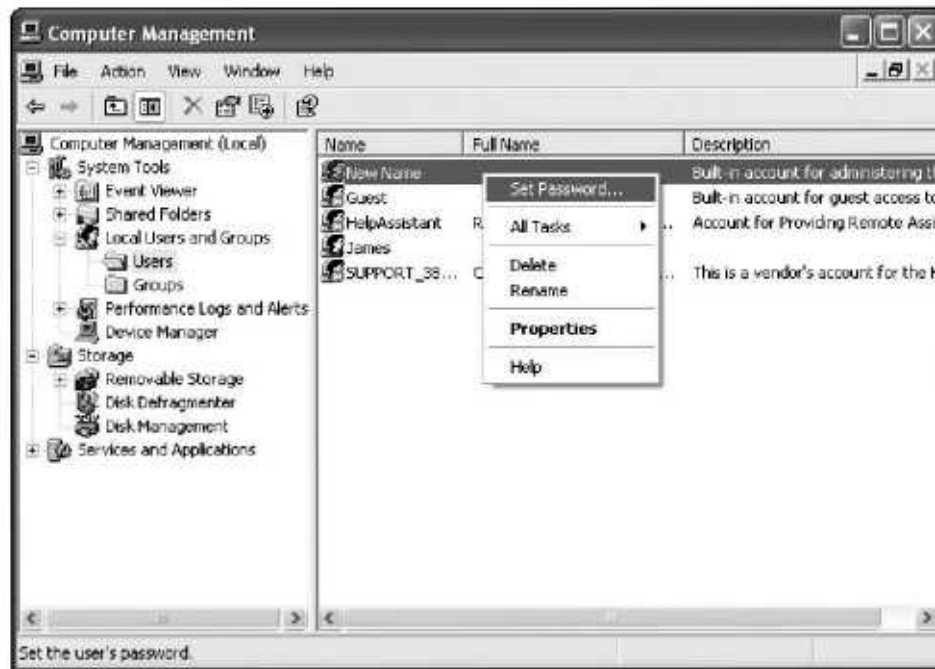 Computer Management
File Action View Window Help
Computer Management (Local)
System Tools
Event Viewer
Shared Folders
Local Users and Groups
Users
Groups
Performance Logs and Alerts
Device Manager
Storage
Removable Storage
Disk Defragmenter
Disk Management
Services and Applications
Name Full Name Description
New Name Built-in account for administering t
Guest Built-in account for guest access to
HelpAssistant R ... Account for Providing Remote Assi
James
SUPPORT_38... C ... This is a vendor's account for the H
Set Password...
All Tasks
Delete
Rename
Properties
Help
Set the user's password.